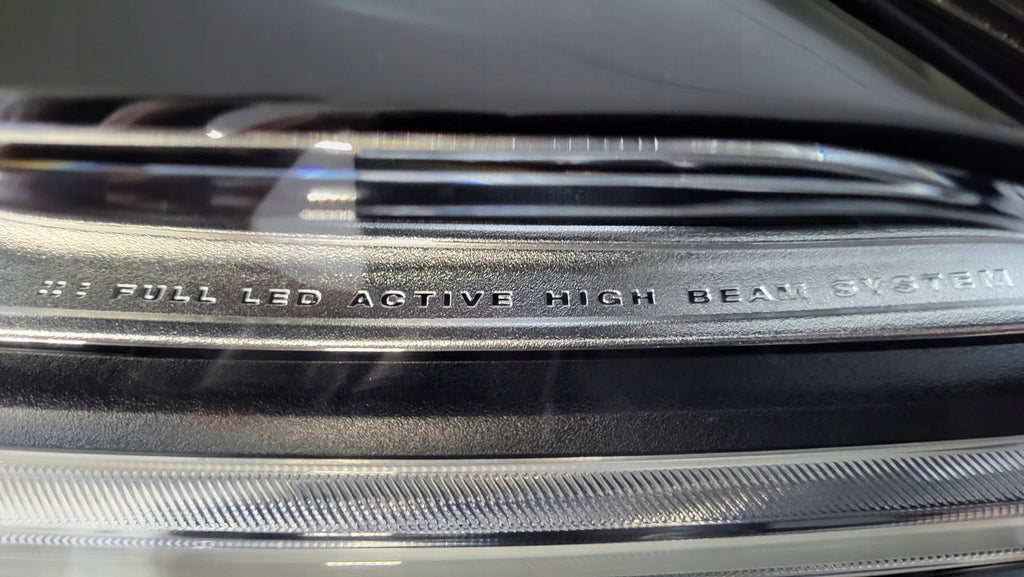 FULL LED ACTIVE HIGH BEAM SYSTEM